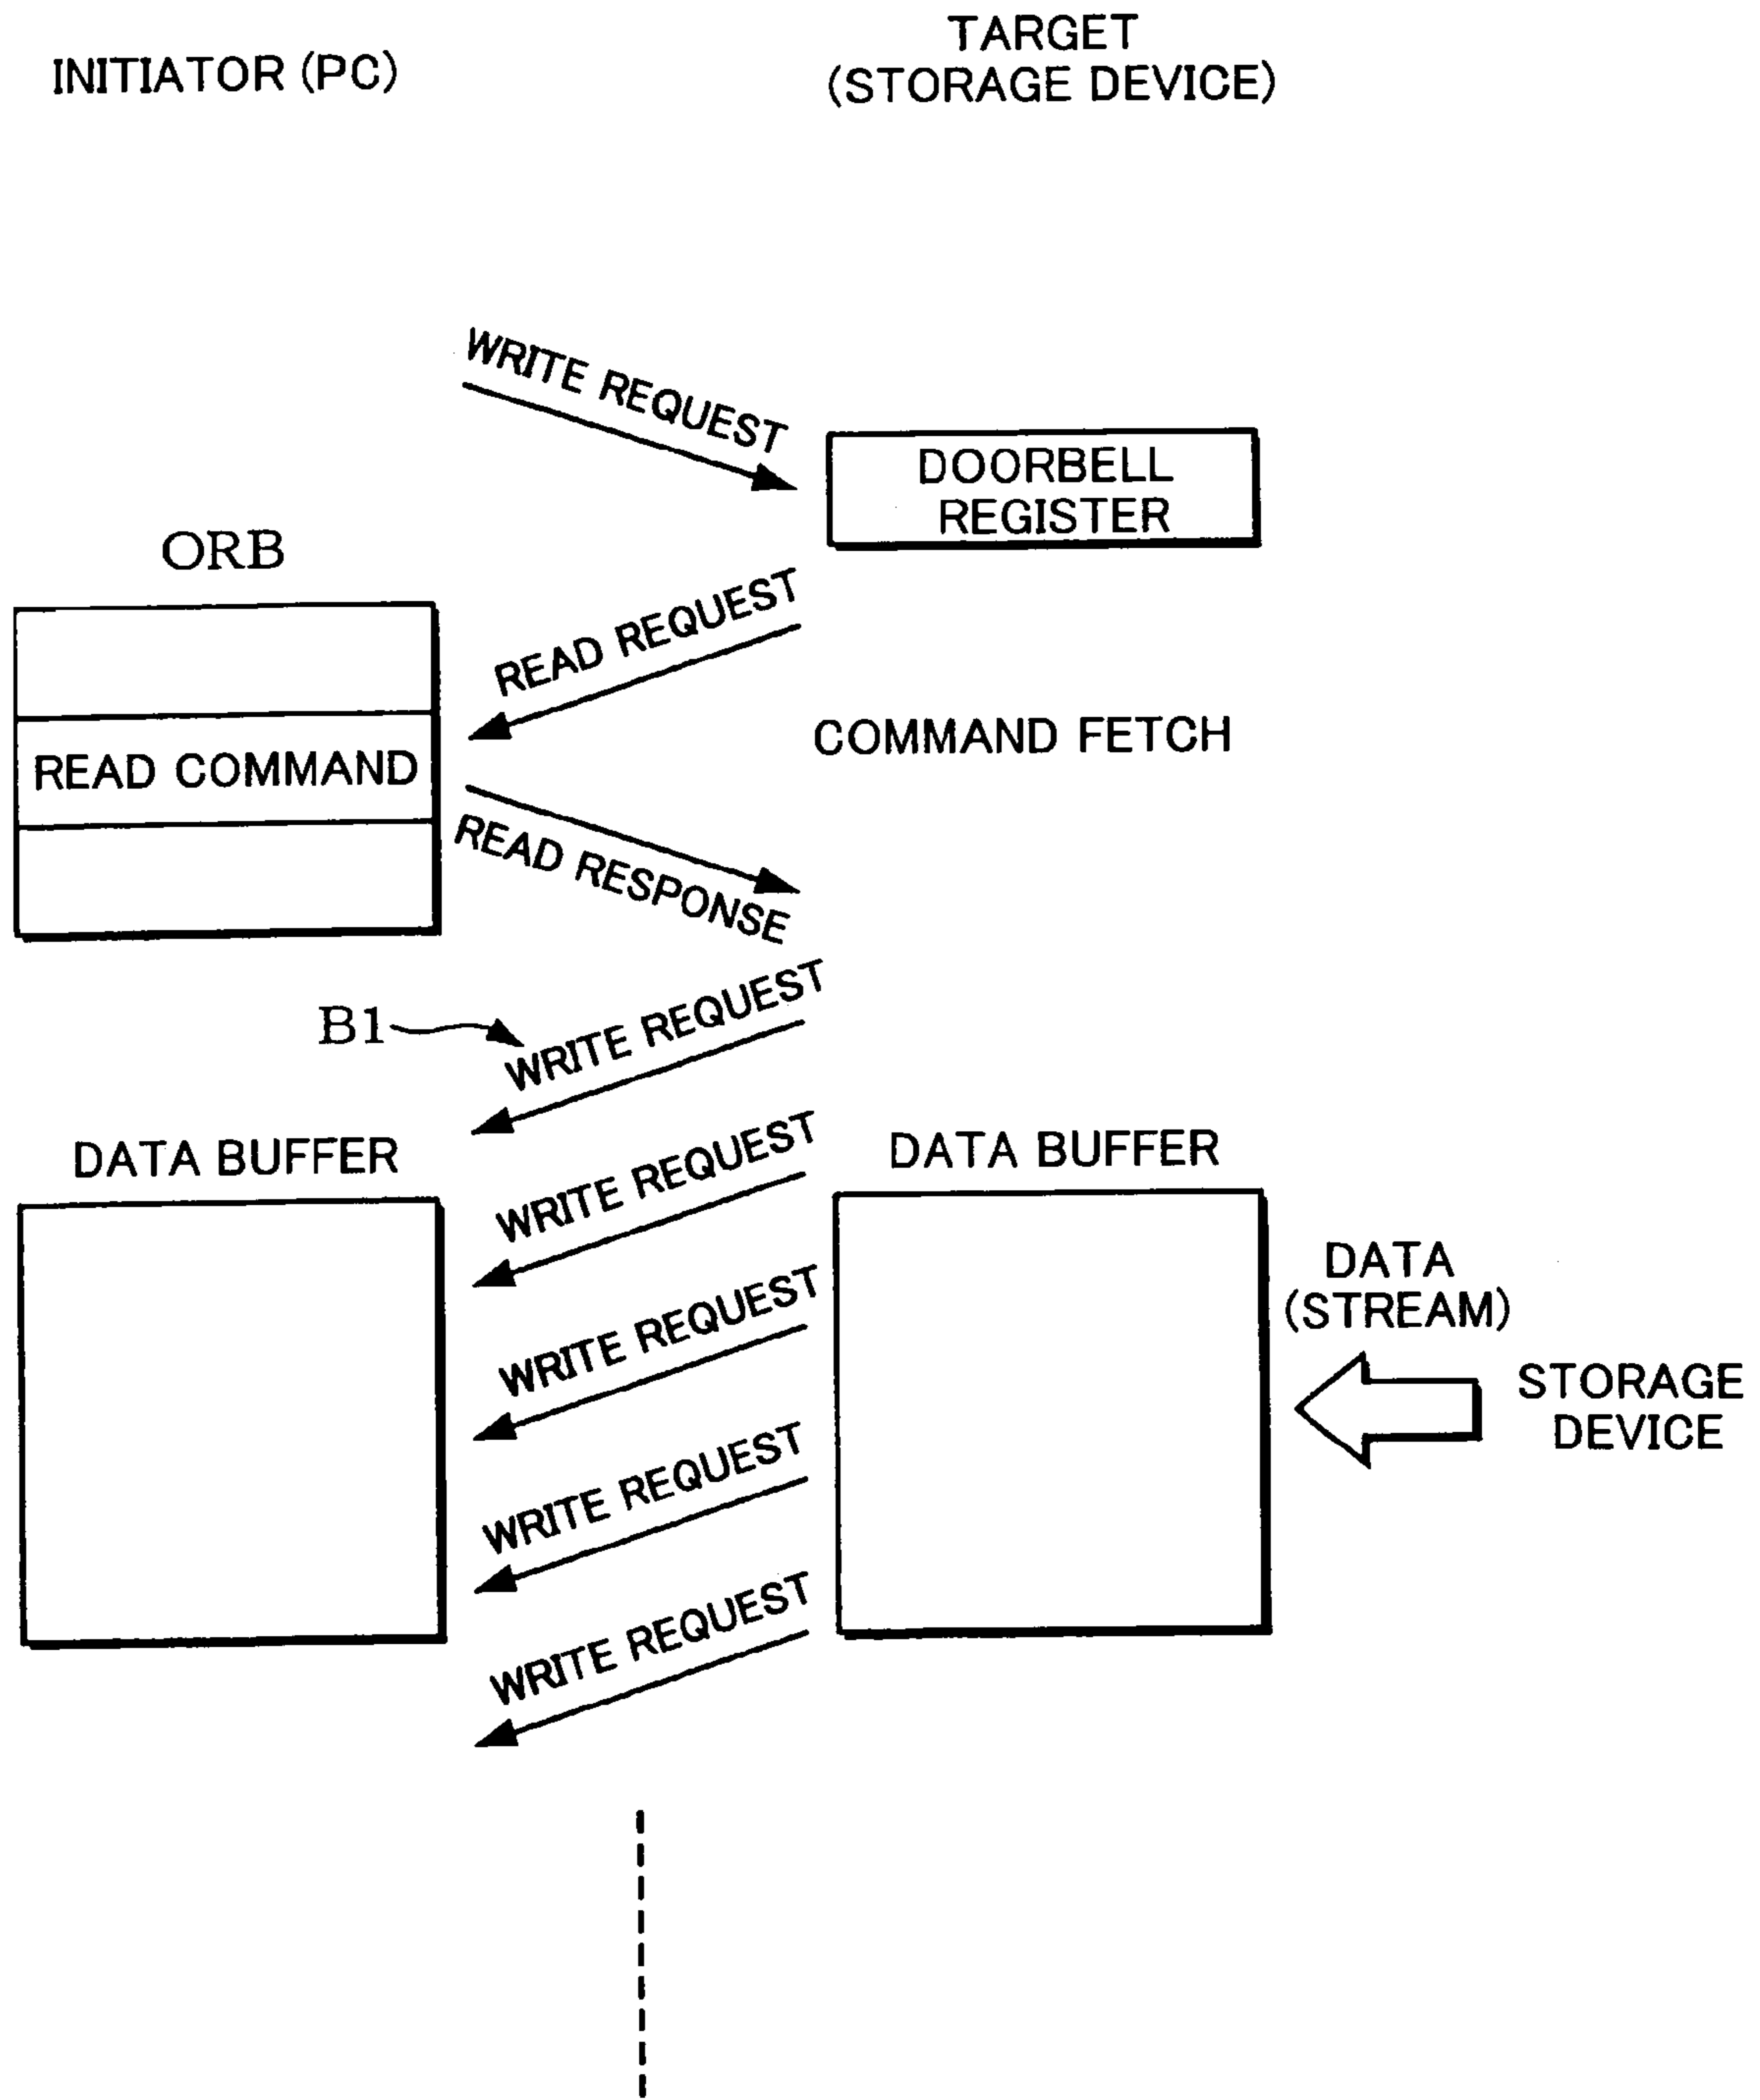 INITIATOR (PC)
TARGET
(STORAGE DEVICE)
WRITE REQUEST
DOORBELL
REGISTER
ORB
READ REQUEST
COMMAND FETCH
READ COMMAND
READ RESPONSE
B1
WRITE REQUEST
DATA BUFFER
DATA BUFFER
WRITE REQUEST
WRITE REQUEST
DATA
(STREAM)
STORAGE
DEVICE
WRITE REQUEST
WRITE REQUEST